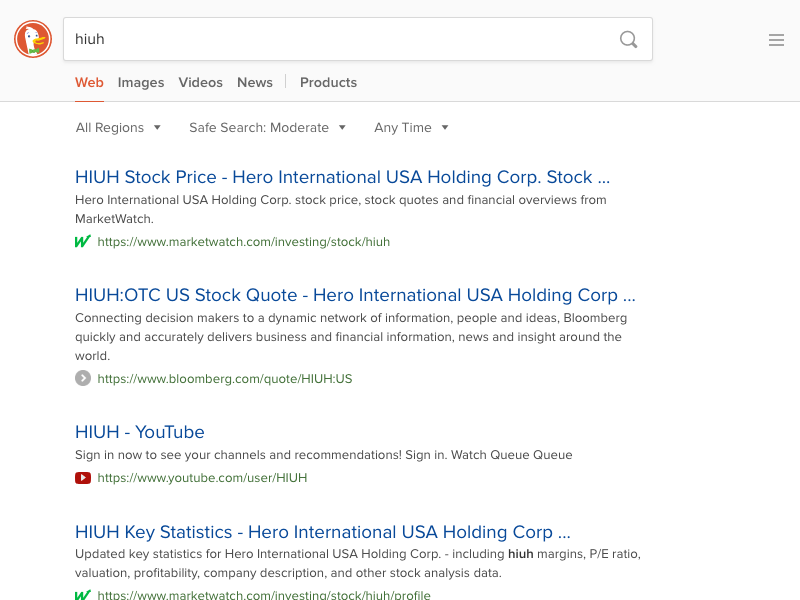 hiuh
Web Images Videos News Products
All Regions Safe Search: Moderate Any Time
HIUH Stock Price - Hero International USA Holding Corp. Stock ...
Hero International USA Holding Corp. stock price, stock quotes and financial overviews from
MarketWatch.
https://www.marketwatch.com/investing/stock/hiuh
HIUH:OTC US Stock Quote - Hero International USA Holding Corp ...
Connecting decision makers to a dynamic network of information, people and ideas, Bloomberg
quickly and accurately delivers business and financial information, news and insight around the
world.
https://www.bloomberg.com/quote/HIUH:US
HIUH - YouTube
Sign in now to see your channels and recommendations! Sign in. Watch Queue Queue
https://www.youtube.com/user/HIUH
HIUH Key Statistics - Hero International USA Holding Corp ...
Updated key statistics for Hero International USA Holding Corp. - including hiuh margins, P/E ratio,
valuation, profitability, company description, and other stock analysis data.
https://www.marketwatch.com/investing/stock/hiuh/profile